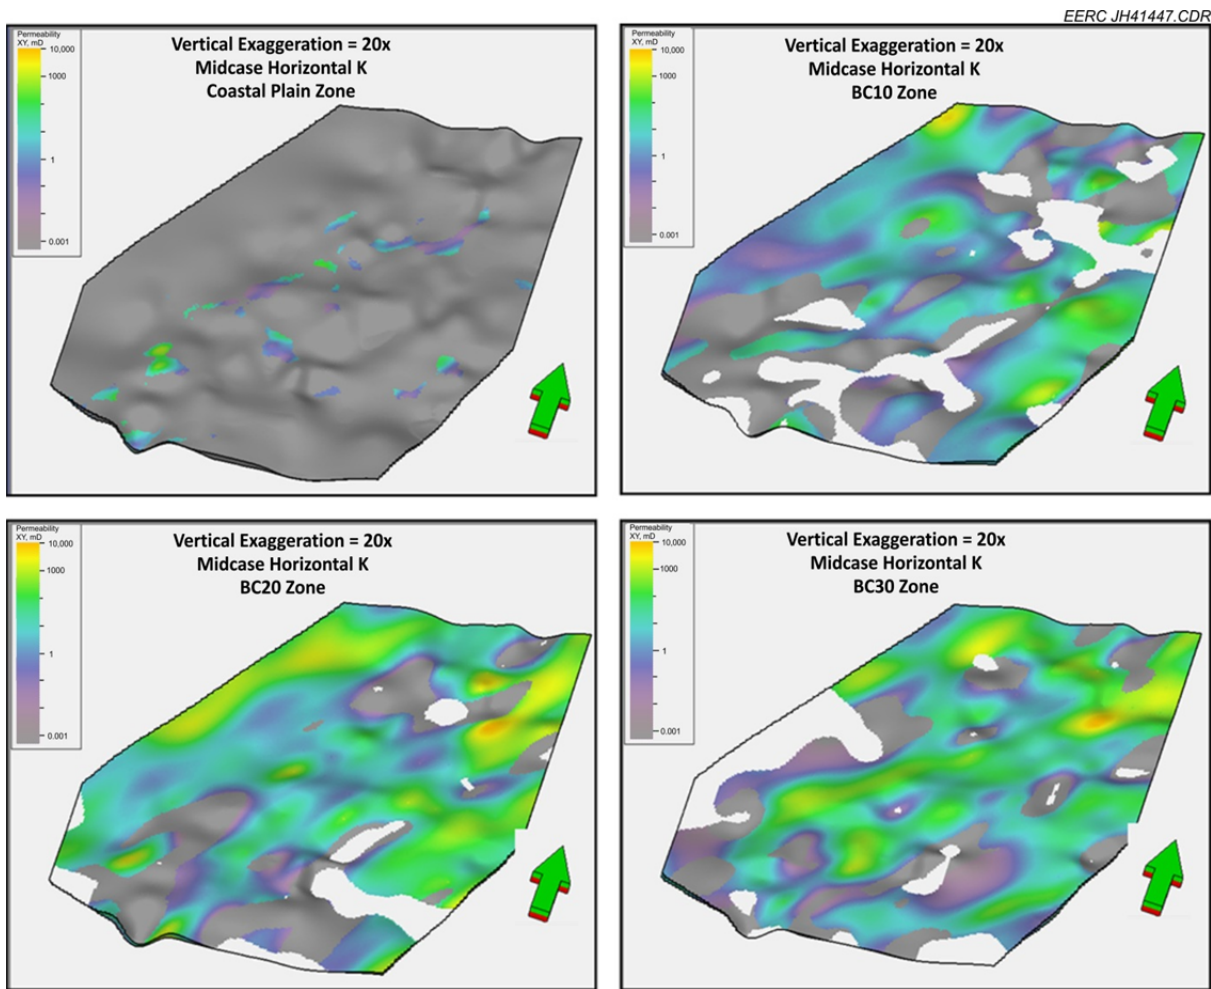 EERC JH41447.CDR
Permeability
XY, mD
10,000
1000
1
0.001
Vertical Exaggeration = 20x
Midcase Horizontal K
Coastal Plain Zone
Permeability
XY, mD
10,000
1000
1
0.001
Vertical Exaggeration = 20x
Midcase Horizontal K
BC10 Zone
Permeability
XY, mD
10,000
1000
1
0.001
Vertical Exaggeration = 20x
Midcase Horizontal K
BC20 Zone
Permeability
XY, mD
10,000
1000
1
0.001
Vertical Exaggeration = 20x
Midcase Horizontal K
BC30 Zone